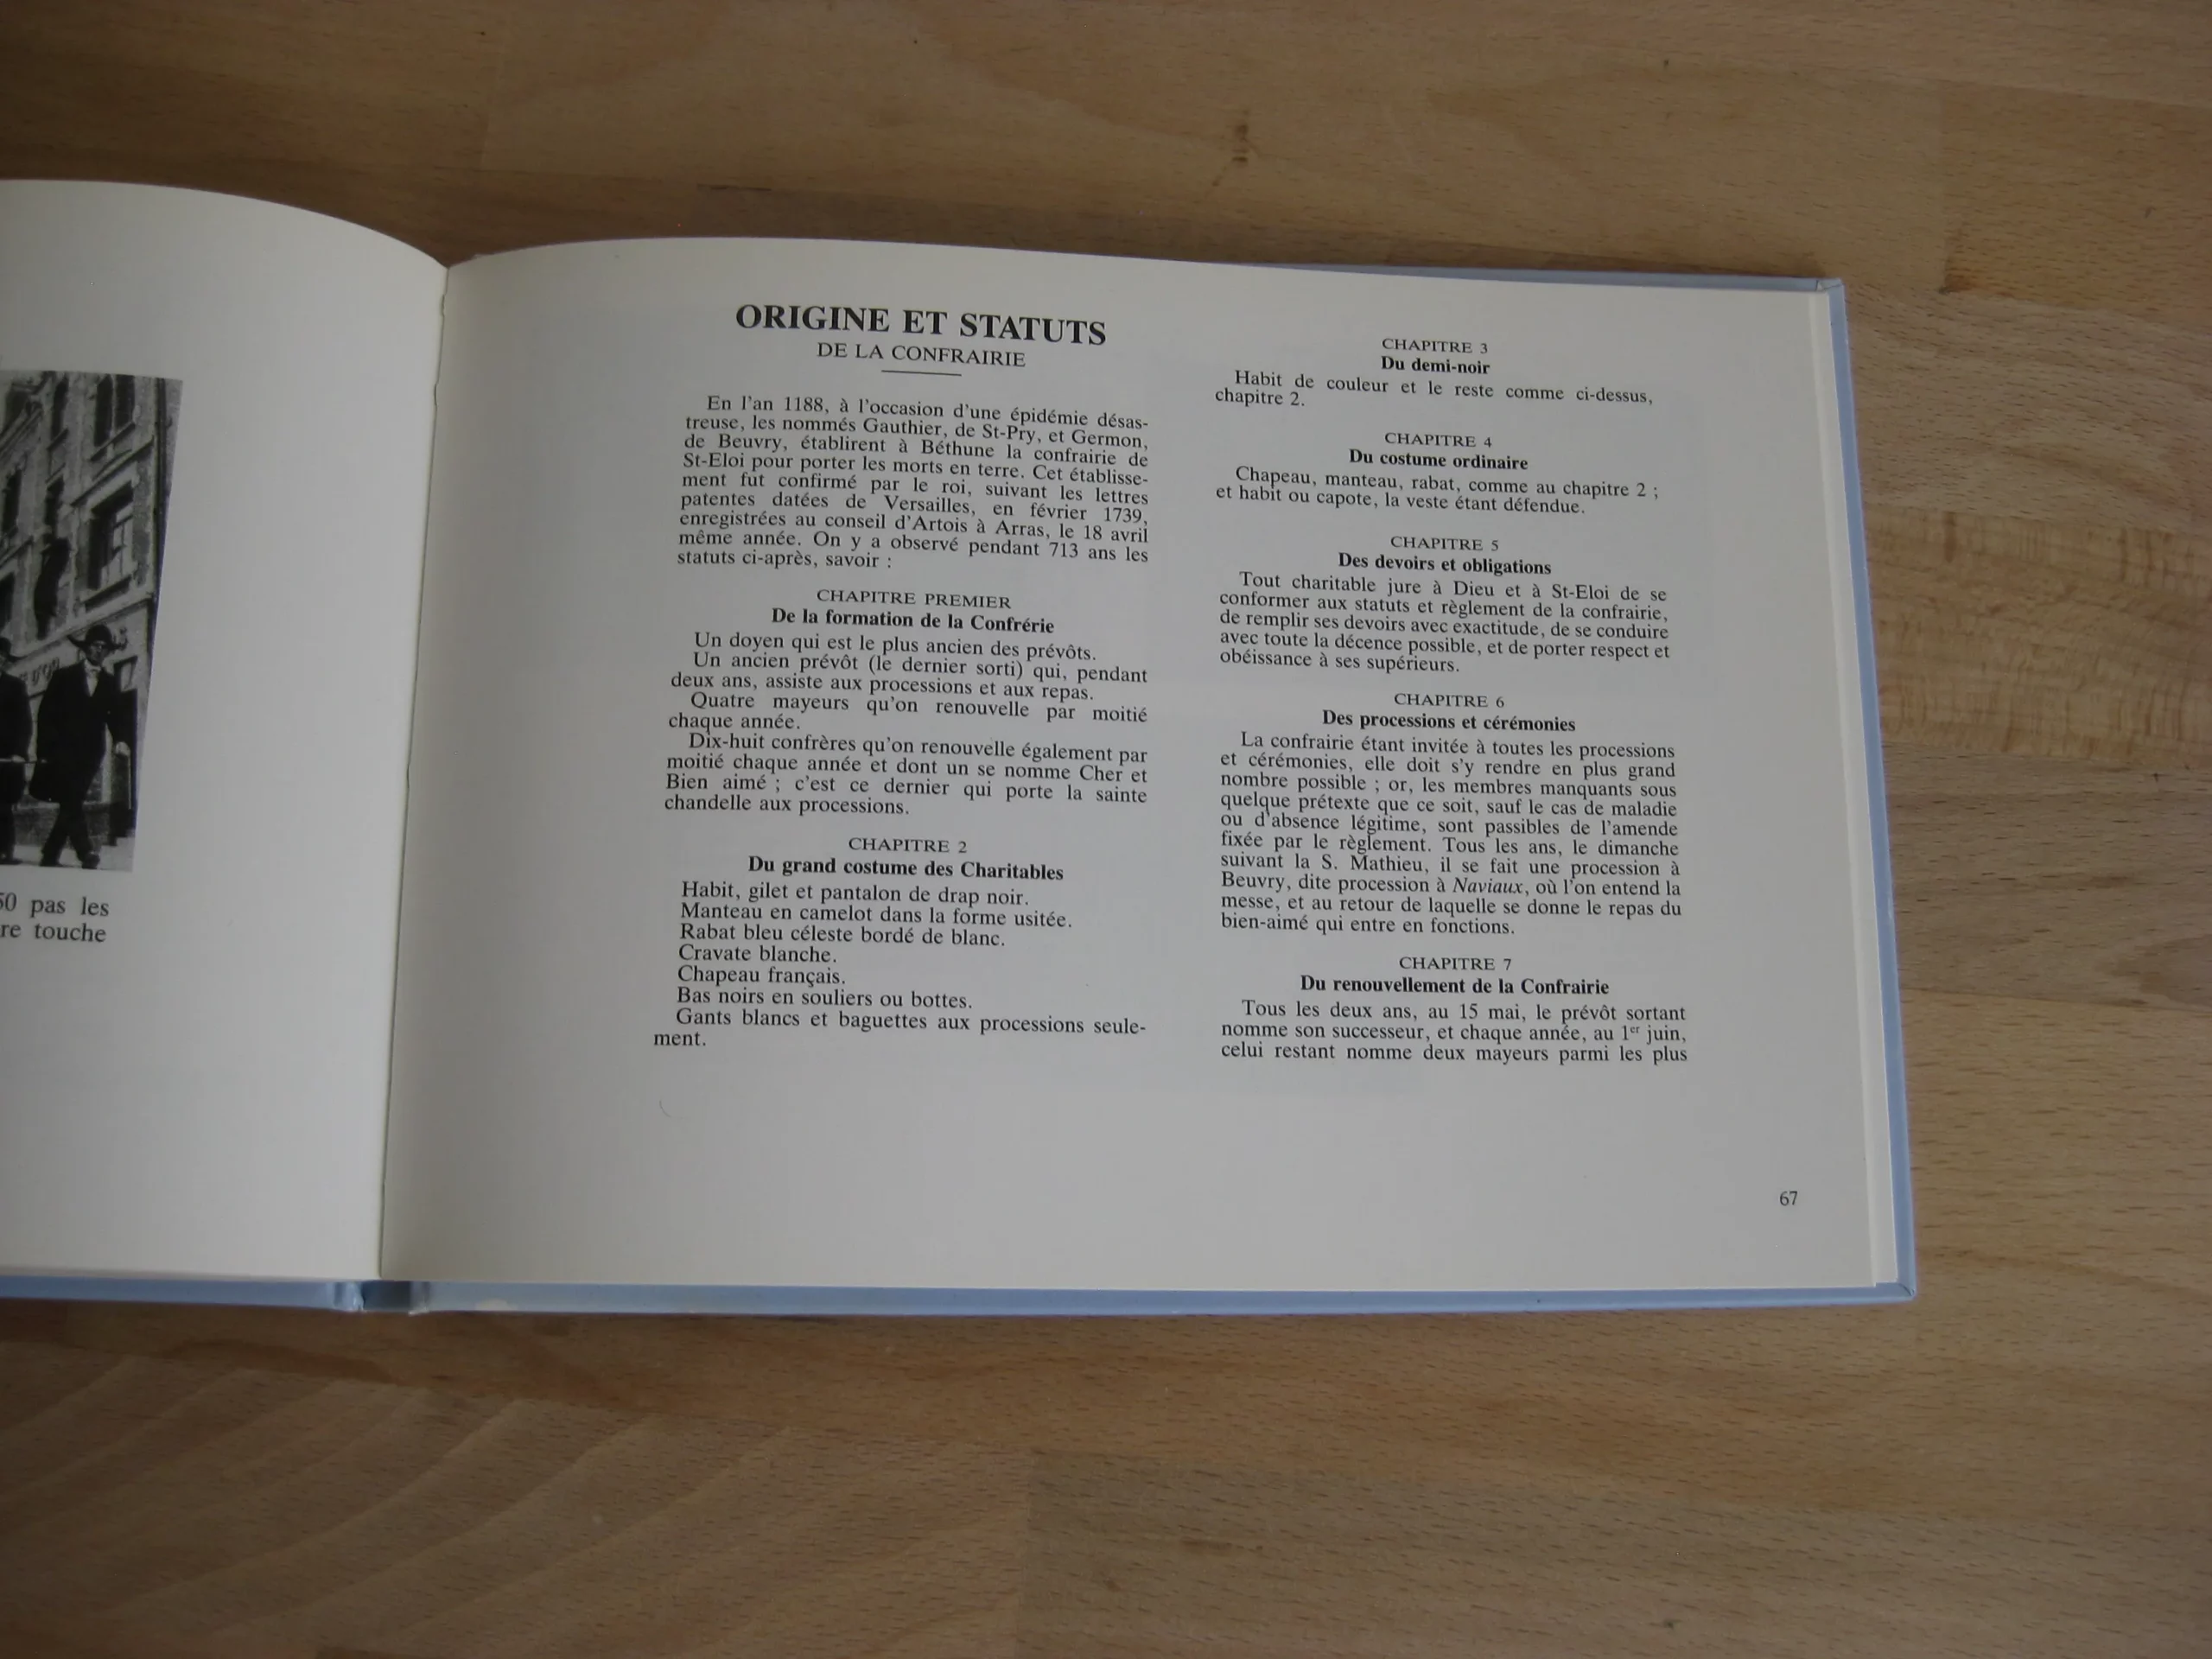 50 pas les
re touche
ORIGINE ET STATUTS
DE LA CONFRAIRIE
En l'an 1188, à l'occasion d'une épidémie désas-
treuse, les nommés Gauthier, de St-Pry, et Germon,
de Beuvry, établirent à Béthune la confrairie de
St-Eloi pour porter les morts en terre. Cet établisse-
ment fut confirmé par le roi, suivant les lettres
patentes datées de Versailles, en février 1739,
enregistrées au conseil d'Artois à Arras, le 18 avril
même année. On y a observé pendant 713 ans les
statuts ci-après, savoir :
CHAPITRE PREMIER
De la formation de la Confrérie
Un doyen qui est le plus ancien des prévôts.
Un ancien prévôt (le dernier sorti) qui, pendant
deux ans, assiste aux processions et aux repas.
Quatre mayeurs qu'on renouvelle par moitié
chaque année.
Dix-huit confrères qu'on renouvelle également par
moitié chaque année et dont un se nomme Cher et
Bien aimé ; c'est ce dernier qui porte la sainte
chandelle aux processions.
CHAPITRE 2
Du grand costume des Charitables
Habit, gilet et pantalon de drap noir.
Manteau en camelot dans la forme usitée.
Rabat bleu céleste bordé de blanc.
Cravate blanche.
Chapeau français.
Bas noirs en souliers ou bottes.
Gants blancs et baguettes aux processions seule-
ment.
CHAPITRE 3
Du demi-noir
Habit de couleur et le reste comme ci-dessus,
chapitre 2.
CHAPITRE 4
Du costume ordinaire
Chapeau, manteau, rabat, comme au chapitre 2 ;
et habit ou capote, la veste étant défendue.
CHAPITRE 5
Des devoirs et obligations
Tout charitable jure à Dieu et à St-Eloi de se
conformer aux statuts et règlement de la confrairie,
de remplir ses devoirs avec exactitude, de se conduire
avec toute la décence possible, et de porter respect et
obéissance à ses supérieurs.
CHAPITRE 6
Des processions et cérémonies
La confrairie étant invitée à toutes les processions
et cérémonies, elle doit s'y rendre en plus grand
nombre possible ; or, les membres manquants sous
quelque prétexte que ce soit, sauf le cas de maladie
ou d'absence légitime, sont passibles de l'amende
fixée par le règlement. Tous les ans, le dimanche
suivant la S. Mathieu, il se fait une procession à
Beuvry, dite procession à Naviaux, où l'on entend la
messe, et au retour de laquelle se donne le repas du
bien-aimé qui entre en fonctions.
CHAPITRE 7
Du renouvellement de la Confrairie
Tous les deux ans, au 15 mai, le prévôt sortant
nomme son successeur, et chaque année, au 1er juin,
celui restant nomme deux mayeurs parmi les plus
67